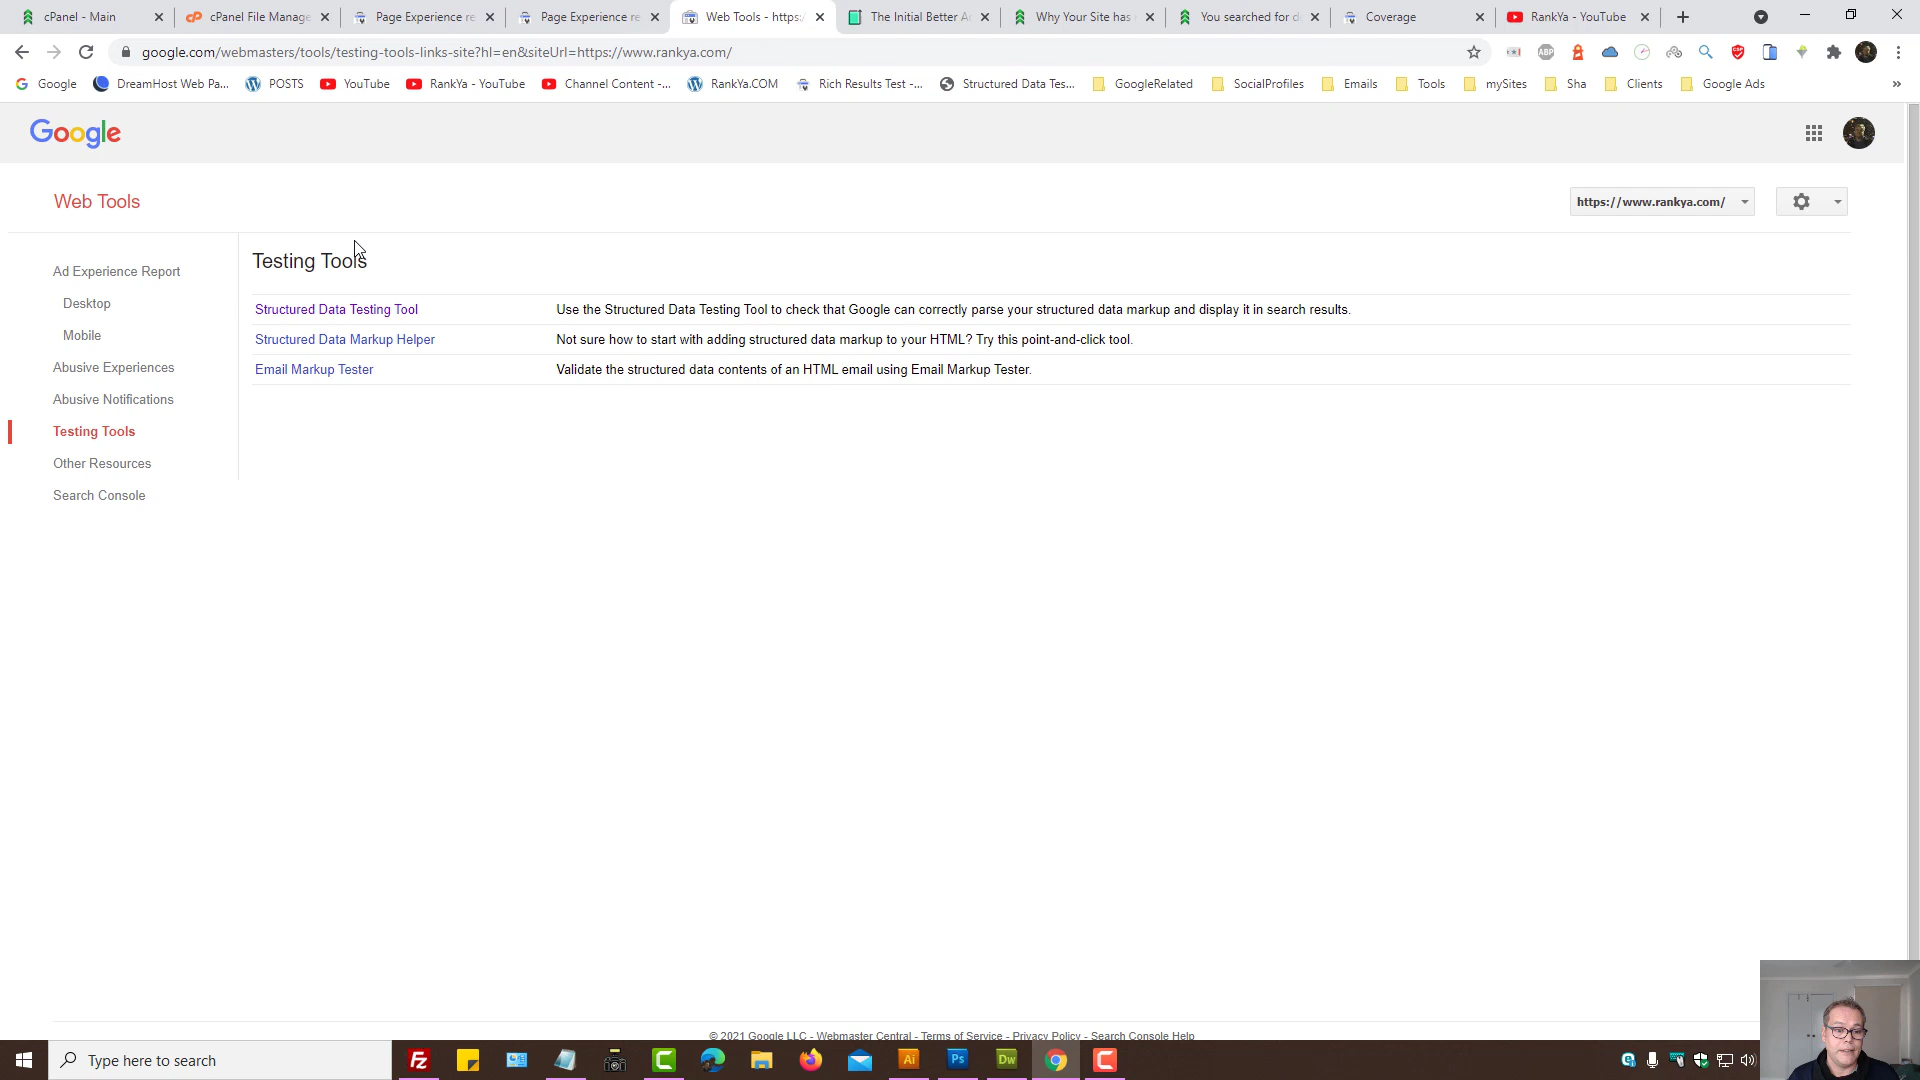 cPanel - Main
cPanel File Manage
Page Experience re
Page Experience re
Web Tools - https:/
The Initial Better A
Why Your Site has
You searched for d
Coverage
RankYa - YouTube
google.com/webmasters/tools/testing-tools-links-site?hl=en&siteUrl=https://www.rankya.com/
Google
DreamHost Web Pa...
POSTS
YouTube
RankYa - YouTube
Channel Content -...
RankYa.COM
Rich Results Test -...
Structured Data Tes...
GoogleRelated
SocialProfiles
Emails
Tools
mySites
Sha
Clients
Google Ads
»
Google
Web Tools
https://www.rankya.com/
Ad Experience Report
Desktop
Mobile
Abusive Experiences
Abusive Notifications
Testing Tools
Other Resources
Search Console
Testing Tools
Structured Data Testing Tool Use the Structured Data Testing Tool to check that Google can correctly parse your structured data markup and display it in search results.
Structured Data Markup Helper Not sure how to start with adding structured data markup to your HTML? Try this point-and-click tool.
Email Markup Tester Validate the structured data contents of an HTML email using Email Markup Tester.
© 2021 Google LLC - Webmaster Central - Terms of Service - Privacy Policy - Search Console Help
Type here to search
Fz
Ai
Ps
Dw